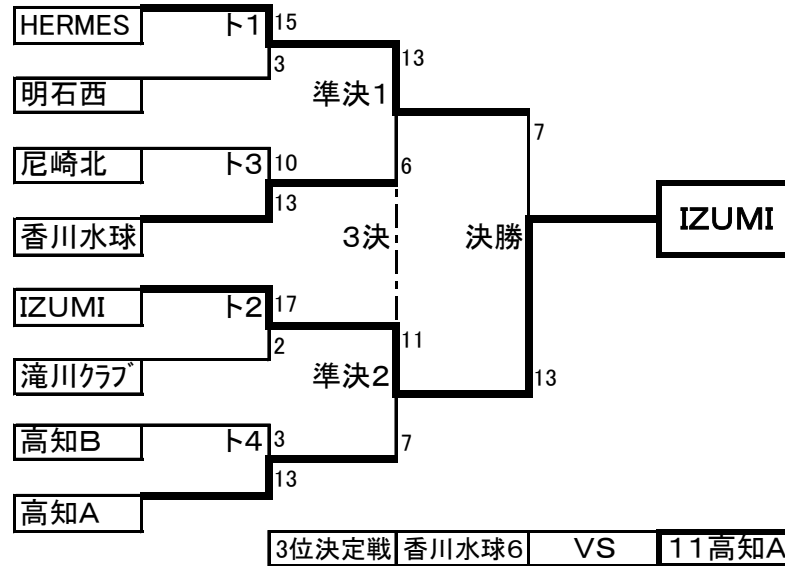 HERMES ト1 15
3
明石西 準決1 13
7
尼崎北 ト3 10 6
13
香川水球 3決 決勝 IZUMI
IZUMI ト2 17
2 11
滝川ｸﾗﾌﾞ 準決2 13
高知B ト4 3 7
13
高知A
3位決定戦 香川水球6 VS 11高知A